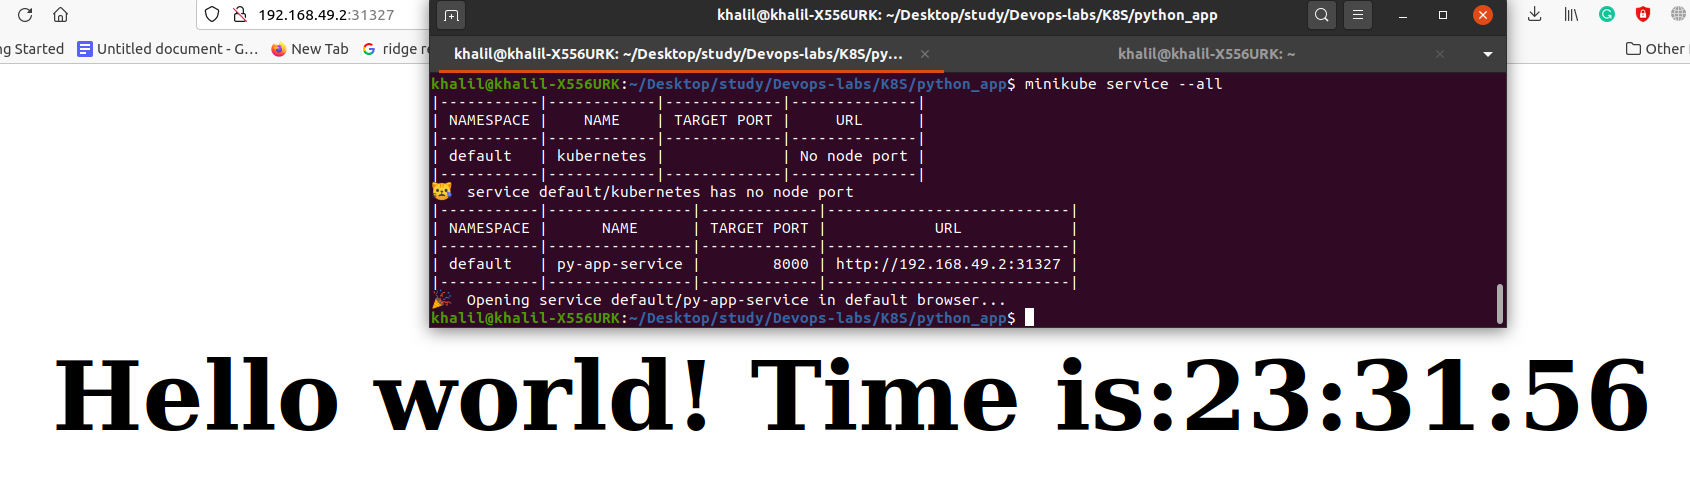 192.168.49.2:31327
ng Started Untitled document - G... New Tab ridge re
Other
khalil@khalil-X556URK: ~/Desktop/study/Devops-labs/K8S/python_app
khalil@khalil-X556URK: ~/Desktop/study/Devops-labs/K8S/py... khalil@khalil-X556URK: ~
khalil@khalil-X556URK:~/Desktop/study/Devops-labs/K8S/python_app$ minikube service --all
|-----------|------------|-------------|--------------|
| NAMESPACE |    NAME    | TARGET PORT |     URL      |
|-----------|------------|-------------|--------------|
| default   | kubernetes |             | No node port |
|-----------|------------|-------------|--------------|
😿  service default/kubernetes has no node port
|-----------|----------------|-------------|---------------------------|
| NAMESPACE |      NAME      | TARGET PORT |            URL            |
|-----------|----------------|-------------|---------------------------|
| default   | py-app-service |        8000 | http://192.168.49.2:31327 |
|-----------|----------------|-------------|---------------------------|
🎉  Opening service default/py-app-service in default browser...
khalil@khalil-X556URK:~/Desktop/study/Devops-labs/K8S/python_app$
Hello world! Time is:23:31:56